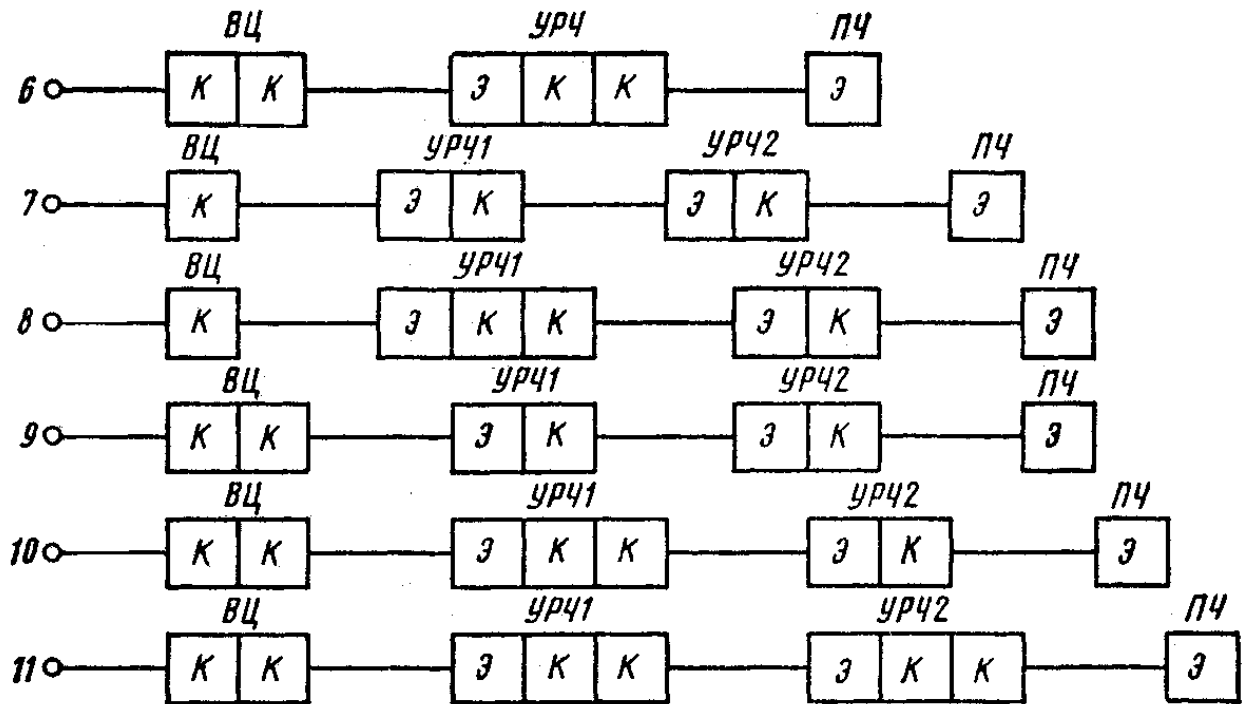 ВЦ УРЧ ПЧ
6 К К Э К К Э
ВЦ УРЧ1 УРЧ2 ПЧ
7 К Э К Э К Э
ВЦ УРЧ1 УРЧ2 ПЧ
8 К Э К К Э К Э
ВЦ УРЧ1 УРЧ2 ПЧ
9 К К Э К Э К Э
ВЦ УРЧ1 УРЧ2 ПЧ
10 К К Э К К Э К Э
ВЦ УРЧ1 УРЧ2 ПЧ
11 К К Э К К Э К К Э